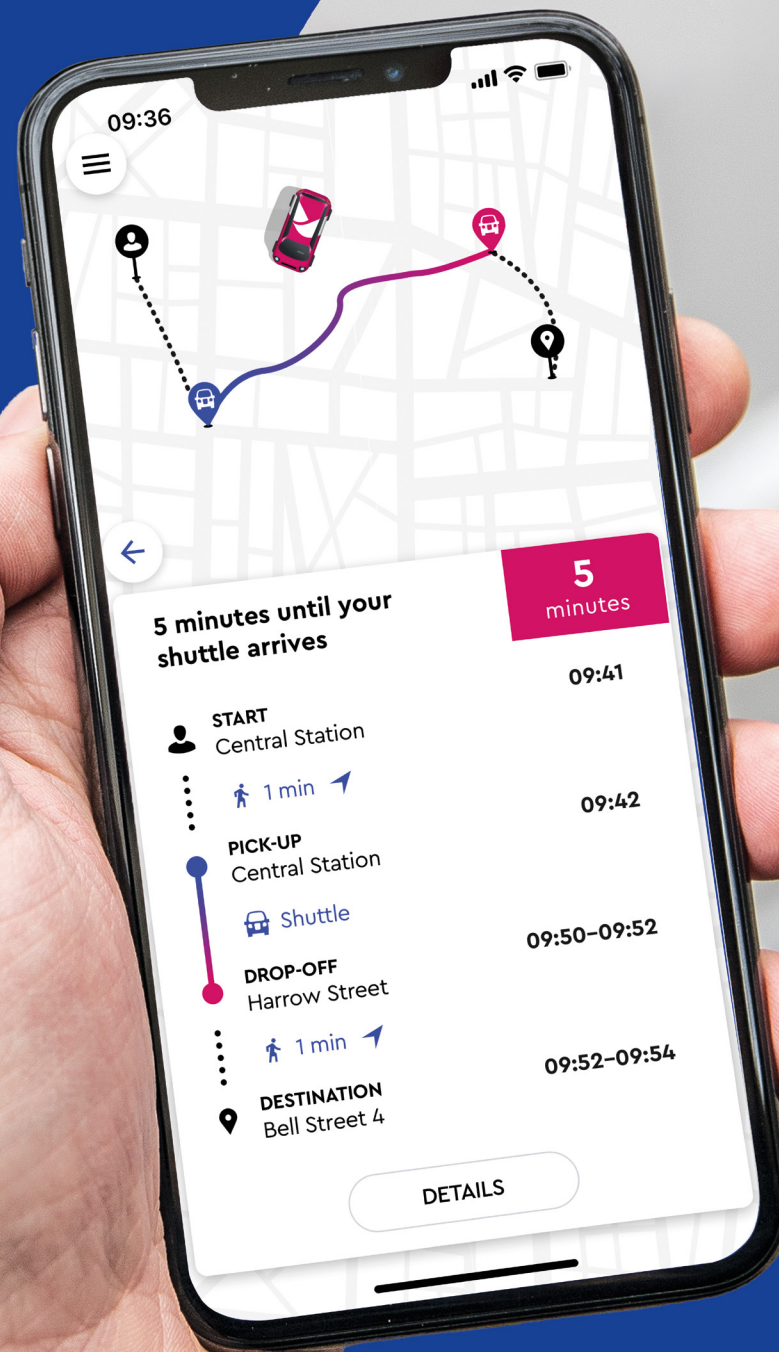 09:36
5 minutes until your
shuttle arrives
5
minutes
START
Central Station
09:41
1 min
PICK-UP
Central Station
09:42
Shuttle
DROP-OFF
Harrow Street
09:50–09:52
1 min
DESTINATION
Bell Street 4
09:52–09:54
DETAILS